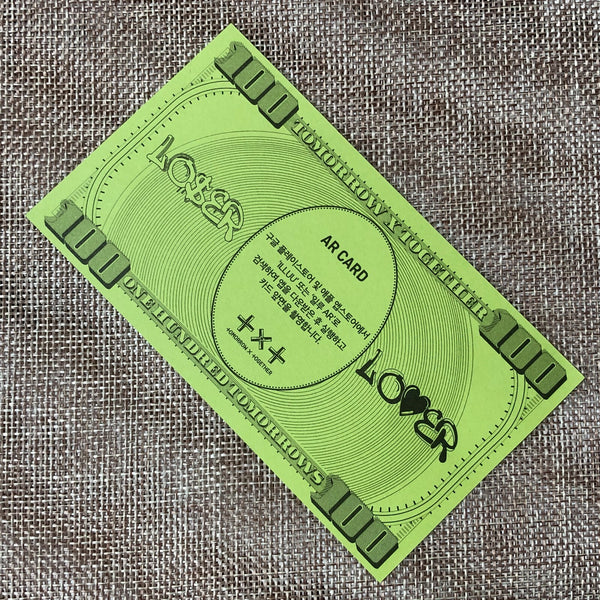 100
TOMORROW X TOGETHER
100
LO$ER
AR CARD
구글 플레이스토어 및 애플 앱스토어에서
'ILLUU' 또는 '일루 AR'로
검색하여 앱을 다운받은 후 실행하고
카드 앞면을 촬영합니다.
TOMORROW X TOGETHER
LO♥ER
100
ONE HUNDRED TOMORROWS
100